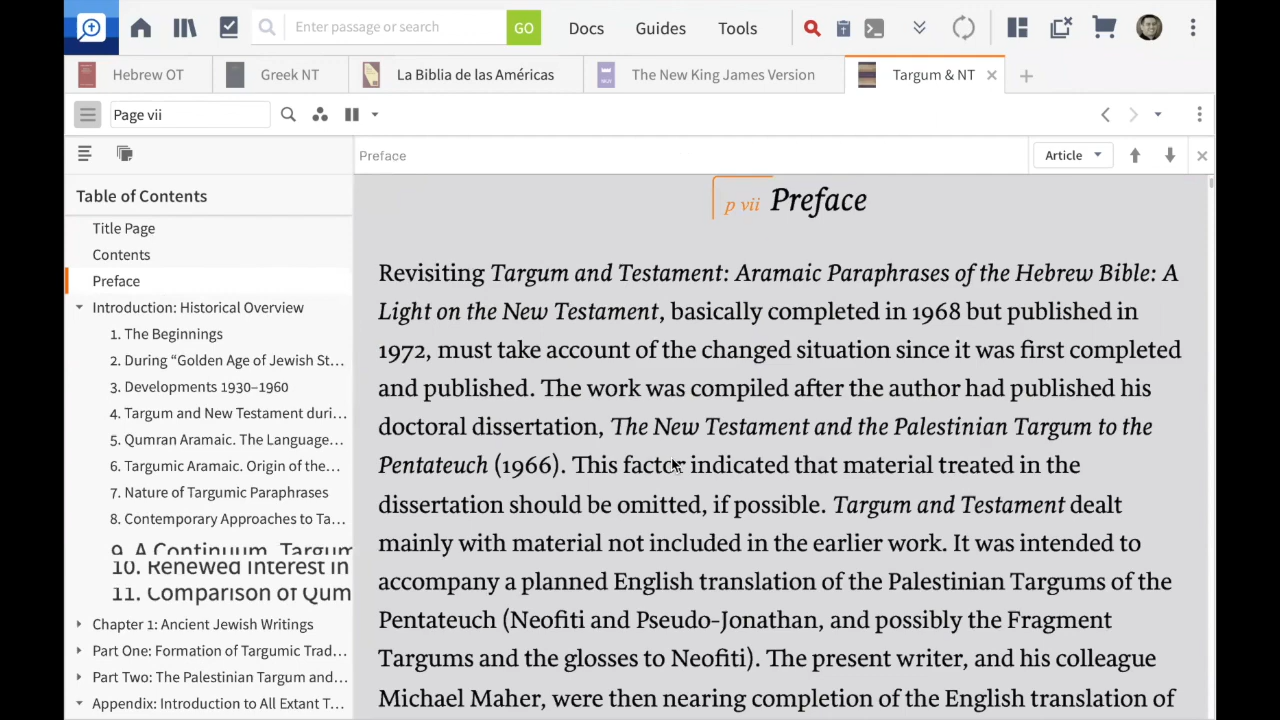 Enter passage or search
GO
Docs
Guides
Tools
Hebrew OT
Greek NT
La Biblia de las Américas
The New King James Version
Targum & NT
Page vii
Preface
Article
Table of Contents
Title Page
Contents
Preface
Introduction: Historical Overview
1. The Beginnings
2. During “Golden Age of Jewish St...
3. Developments 1930–1960
4. Targum and New Testament duri...
5. Qumran Aramaic. The Language...
6. Targumic Aramaic. Origin of the...
7. Nature of Targumic Paraphrases
8. Contemporary Approaches to Ta...
9. A Continuum. Targum
10. Renewed Interest in
11. Comparison of Qum
Chapter 1: Ancient Jewish Writings
Part One: Formation of Targumic Trad...
Part Two: The Palestinian Targum and...
Appendix: Introduction to All Extant T...
p vii Preface
Revisiting Targum and Testament: Aramaic Paraphrases of the Hebrew Bible: A
Light on the New Testament, basically completed in 1968 but published in
1972, must take account of the changed situation since it was first completed
and published. The work was compiled after the author had published his
doctoral dissertation, The New Testament and the Palestinian Targum to the
Pentateuch (1966). This factor indicated that material treated in the
dissertation should be omitted, if possible. Targum and Testament dealt
mainly with material not included in the earlier work. It was intended to
accompany a planned English translation of the Palestinian Targums of the
Pentateuch (Neofiti and Pseudo-Jonathan, and possibly the Fragment
Targums and the glosses to Neofiti). The present writer, and his colleague
Michael Maher, were then nearing completion of the English translation of